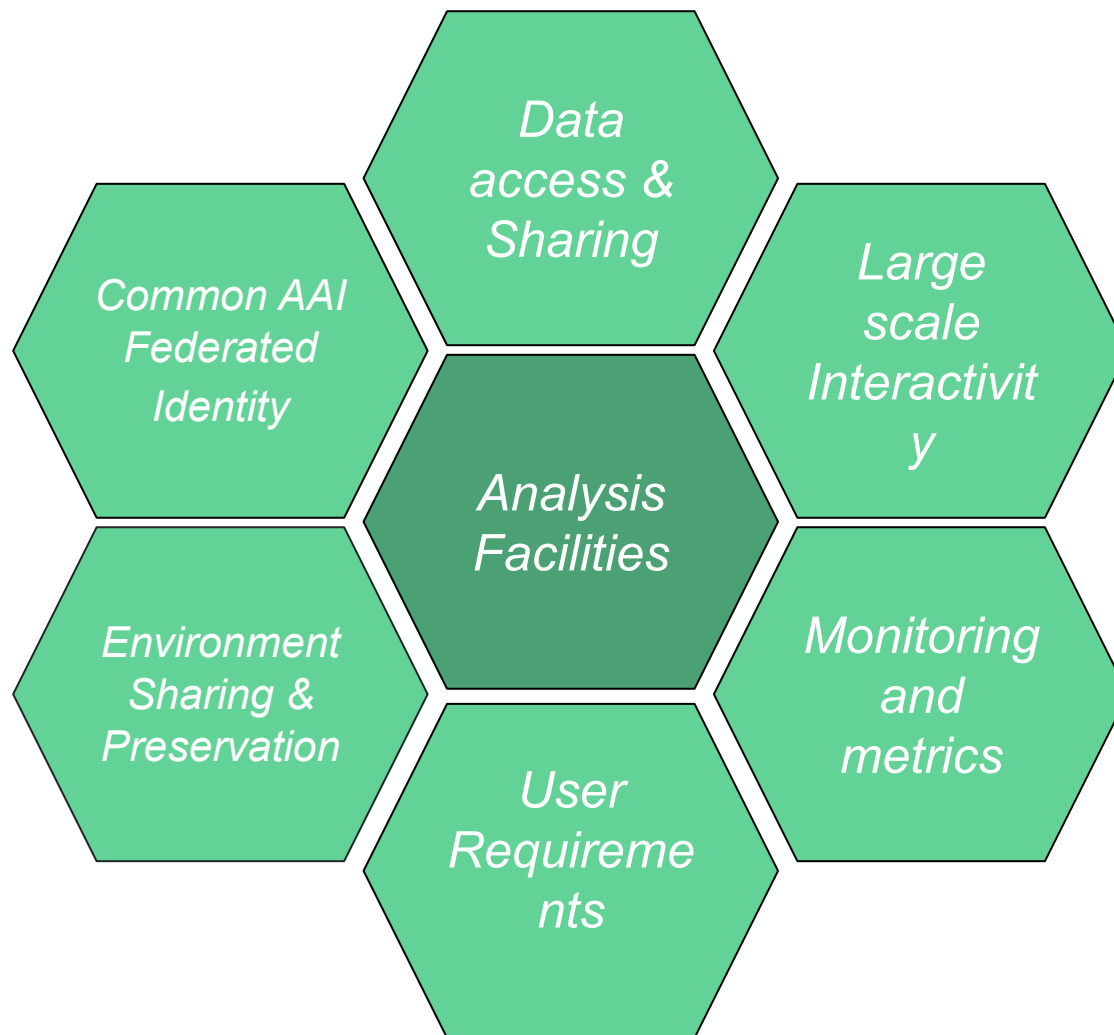 Data
access &
Sharing
Common AAI
Federated
Identity
Large
scale
Interactivit
y
Analysis
Facilities
Environment
Sharing &
Preservation
Monitoring
and
metrics
User
Requireme
nts